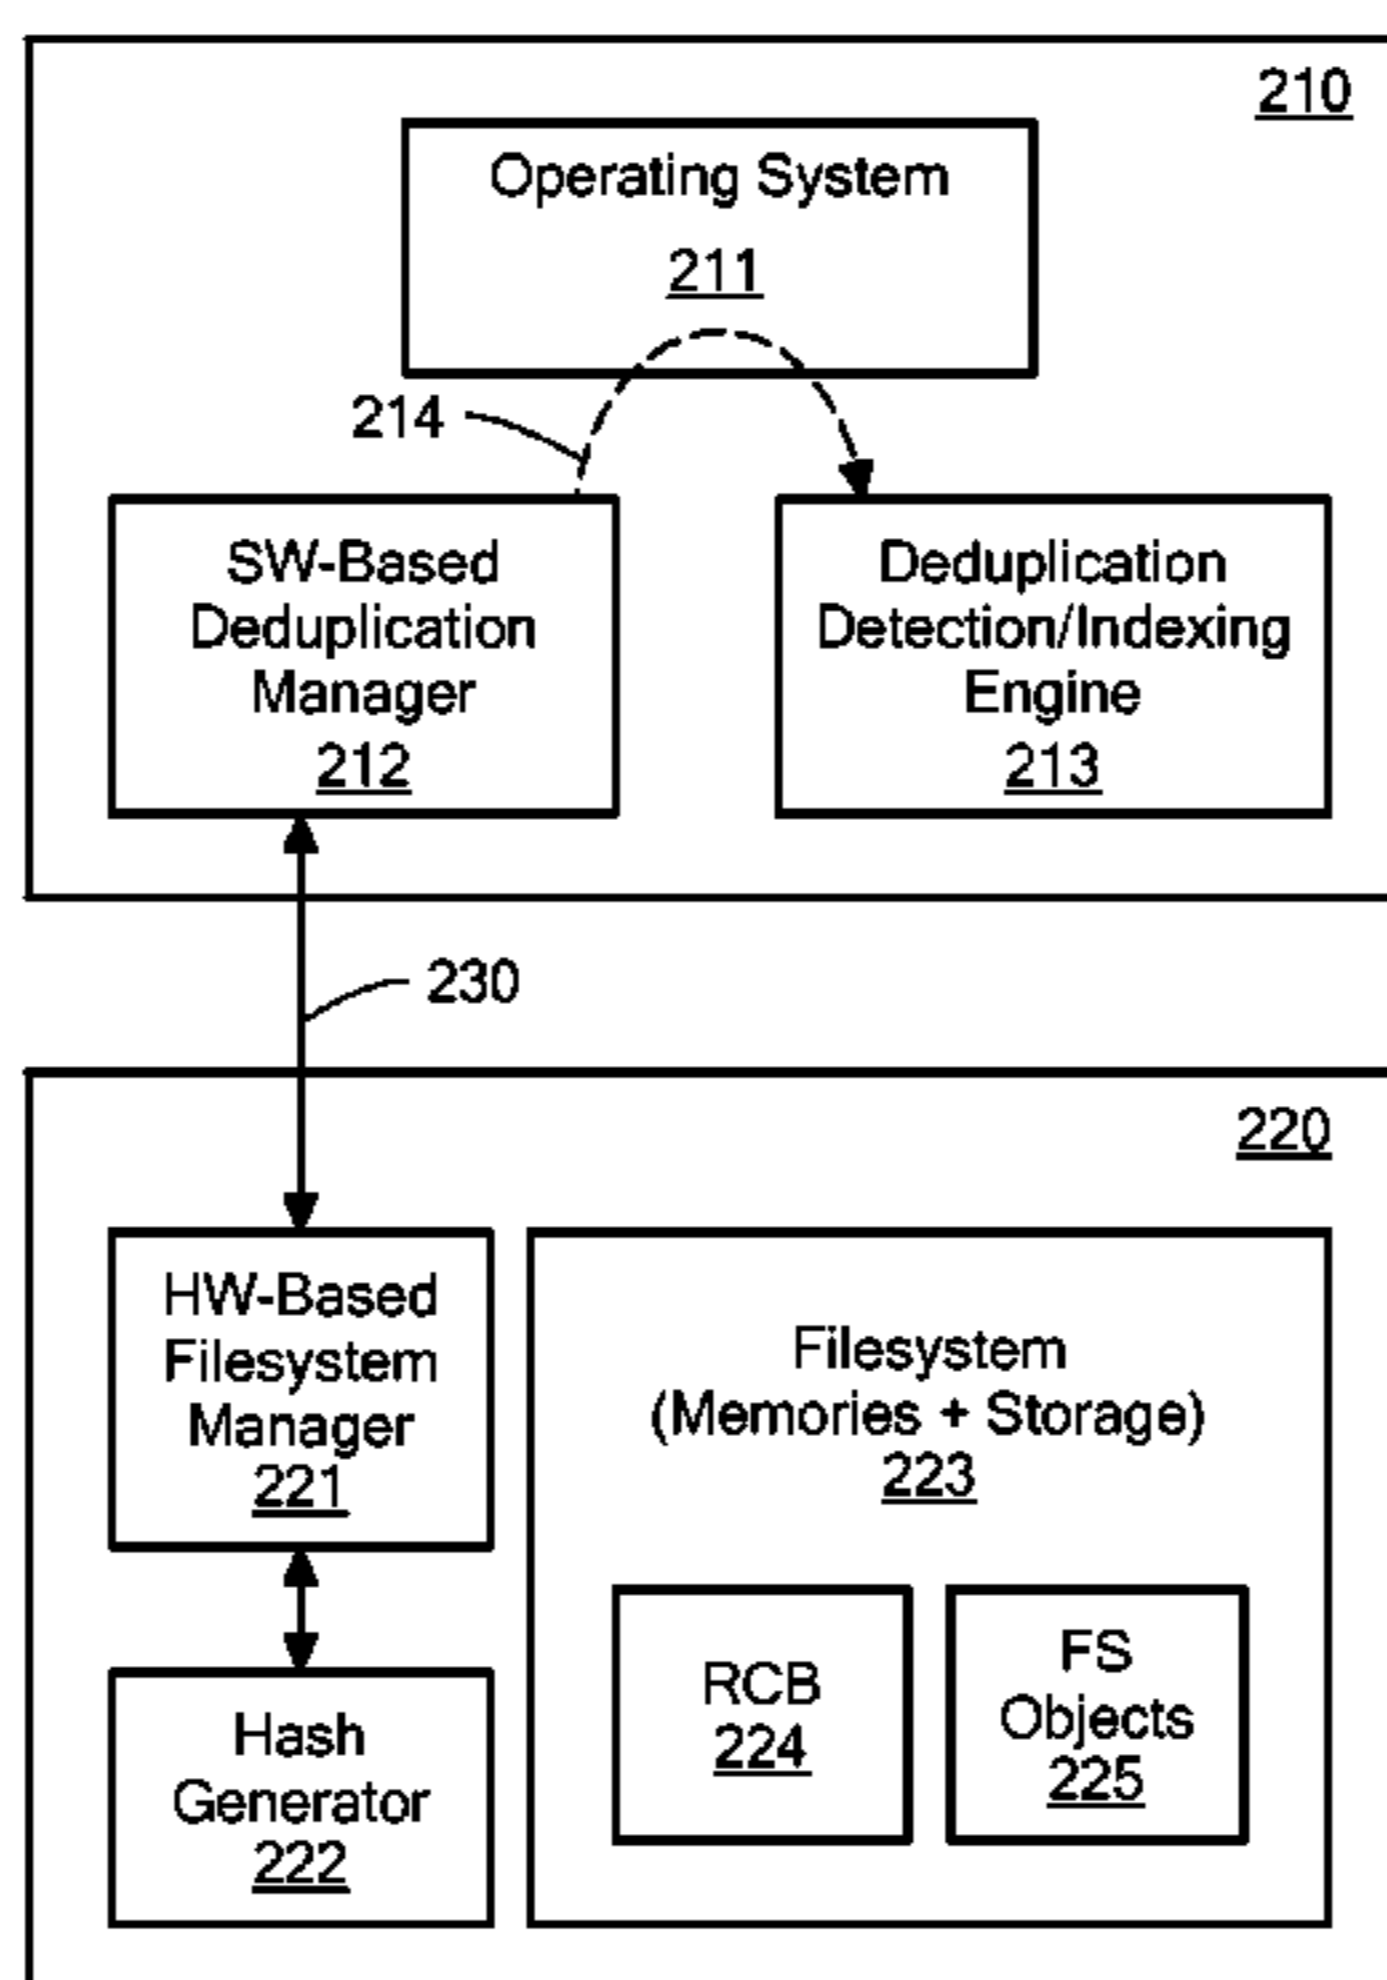 210
Operating System
211
214
SW-Based
Deduplication
Manager
212
Deduplication
Detection/Indexing
Engine
213
230
220
HW-Based
Filesystem
Manager
221
Filesystem
(Memories + Storage)
223
RCB
224
FS
Objects
225
Hash
Generator
222